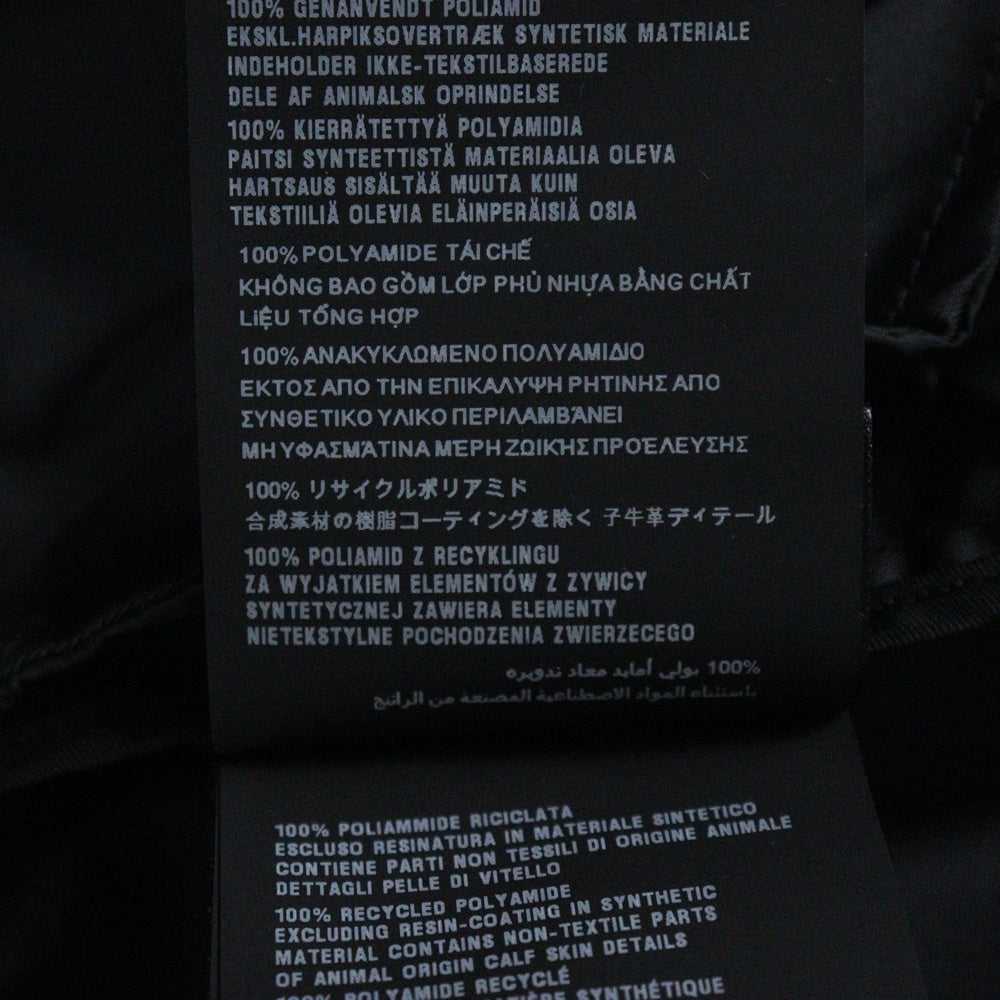 100% GENANVENDT POLIAMID
EKSKL.HARPIKSOVERTRÆK SYNTETISK MATERIALE
INDEHOLDER IKKE-TEKSTILBASEREDE
DELE AF ANIMALSK OPRINDELSE
100% KIERRÄTETTYÄ POLYAMIDIA
PAITSI SYNTEETTISTÄ MATERIAALIA OLEVA
HARTSAUS SISÄLTÄÄ MUUTA KUIN
TEKSTIILIÄ OLEVIA ELÄINPERÄISIÄ OSIA
100% POLYAMIDE TÁI CHẾ
KHÔNG BAO GỒM LỚP PHỦ NHỰA BẰNG CHẤT
LIỆU TỔNG HỢP
100% ΑΝΑΚΥΚΛΩΜΕΝΟ ΠΟΛΥΑΜΙΔΙΟ
ΕΚΤΟΣ ΑΠΟ ΤΗΝ ΕΠΙΚΑΛΥΨΗ ΡΗΤΙΝΗΣ ΑΠΟ
ΣΥΝΘΕΤΙΚΟ ΥΛΙΚΟ ΠΕΡΙΛΑΜΒΆΝΕΙ
ΜΗ ΥΦΑΣΜΆΤΙΝΑ ΜΈΡΗ ΖΩΙΚΉΣ ΠΡΟΈΛΕΥΣΗΣ
100% リサイクルポリアミド
合成素材の樹脂コーティングを除く 子牛革ディテール
100% POLIAMID Z RECYKLINGU
ZA WYJATKIEM ELEMENTÓW Z ZYWICY
SYNTETYCZNEJ ZAWIERA ELEMENTY
NIETEKSTYLNE POCHODZENIA ZWIERZECEGO
100% بولي أمايد معاد تدويره
باستثناء المواد الاصطناعية المصنعة من الراتنج
100% POLIAMMIDE RICICLATA
ESCLUSO RESINATURA IN MATERIALE SINTETICO
CONTIENE PARTI NON TESSILI DI ORIGINE ANIMALE
DETTAGLI PELLE DI VITELLO
100% RECYCLED POLYAMIDE
EXCLUDING RESIN-COATING IN SYNTHETIC
MATERIAL CONTAINS NON-TEXTILE PARTS
OF ANIMAL ORIGIN CALF SKIN DETAILS
100% POLYAMIDE RECYCLÉ
MATIÈRE SYNTHÉTIQUE